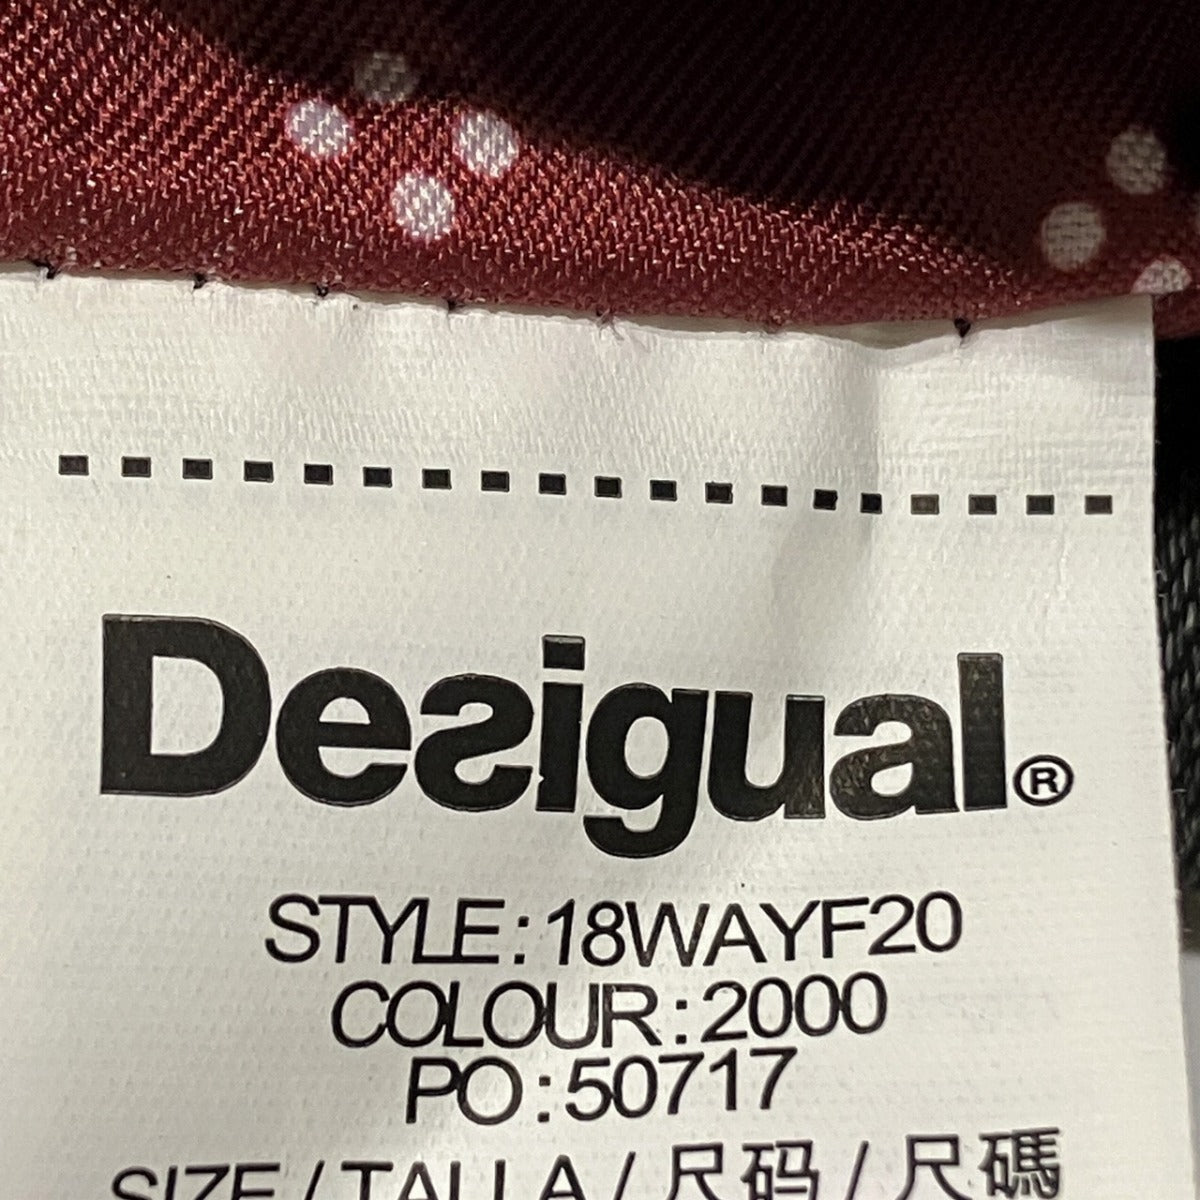 Desigual®
STYLE:18WAYF20
COLOUR:2000
PO:50717
SIZE/TALLA/尺码/尺碼